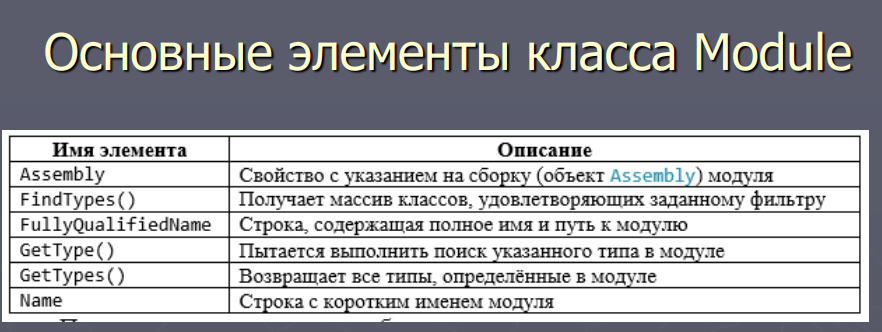 Основные элементы класса Module
Имя элемента Описание
Assembly Свойство с указанием на сборку (объект Assembly) модуля
FindTypes() Получает массив классов, удовлетворяющих заданному фильтру
FullyQualifiedName Строка, содержащая полное имя и путь к модулю
GetType() Пытается выполнить поиск указанного типа в модуле
GetTypes() Возвращает все типы, определённые в модуле
Name Строка с коротким именем модуля